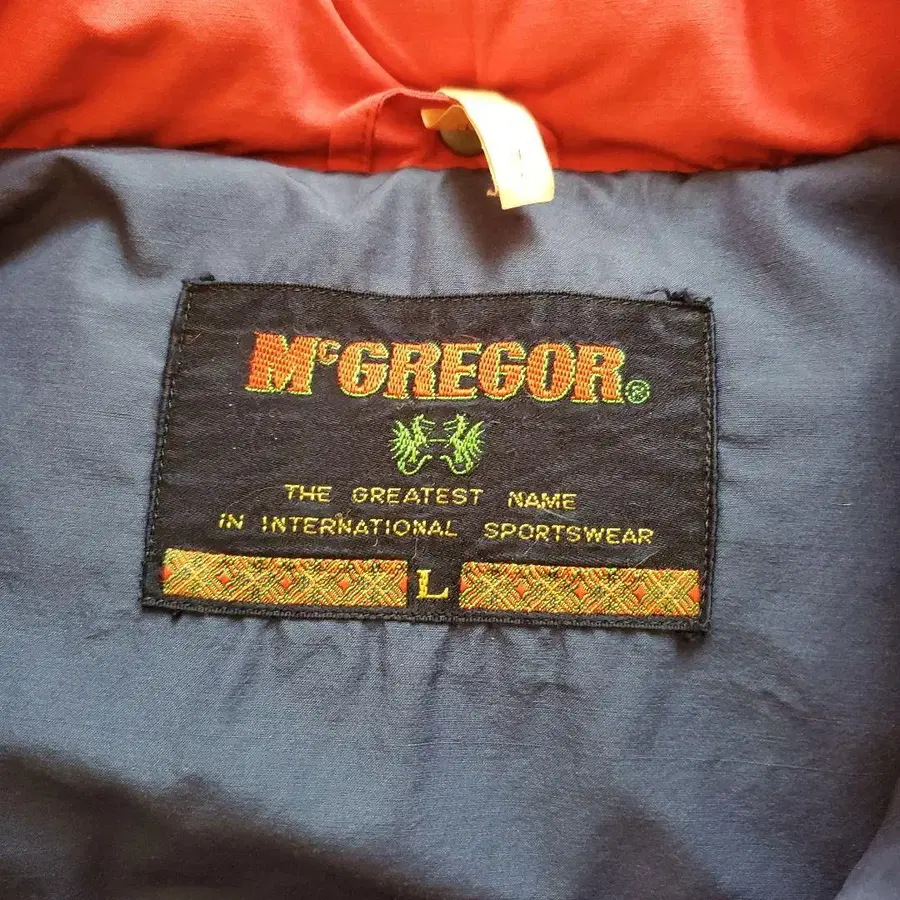 McGREGOR®
THE GREATEST NAME
IN INTERNATIONAL SPORTSWEAR
L